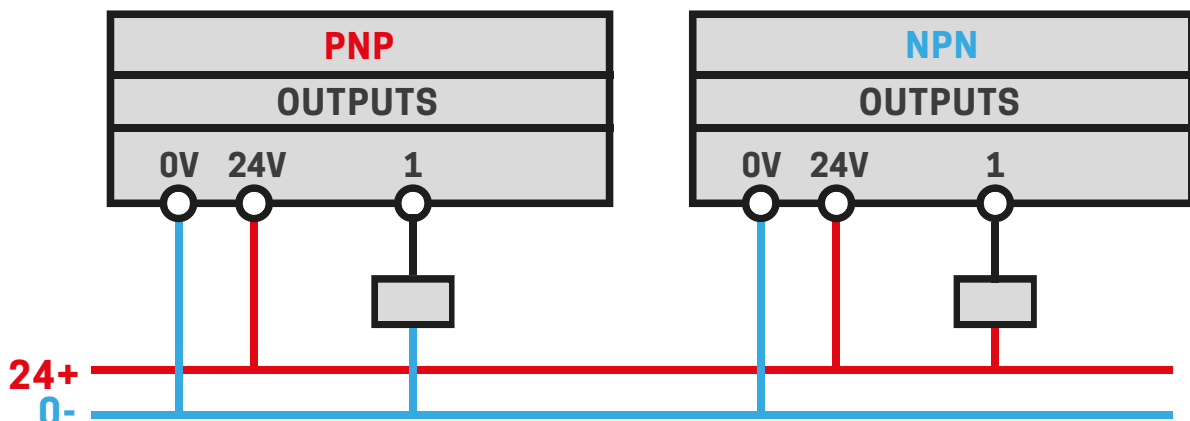 PNP
OUTPUTS
0V 24V 1
NPN
OUTPUTS
0V 24V 1
24+
0-